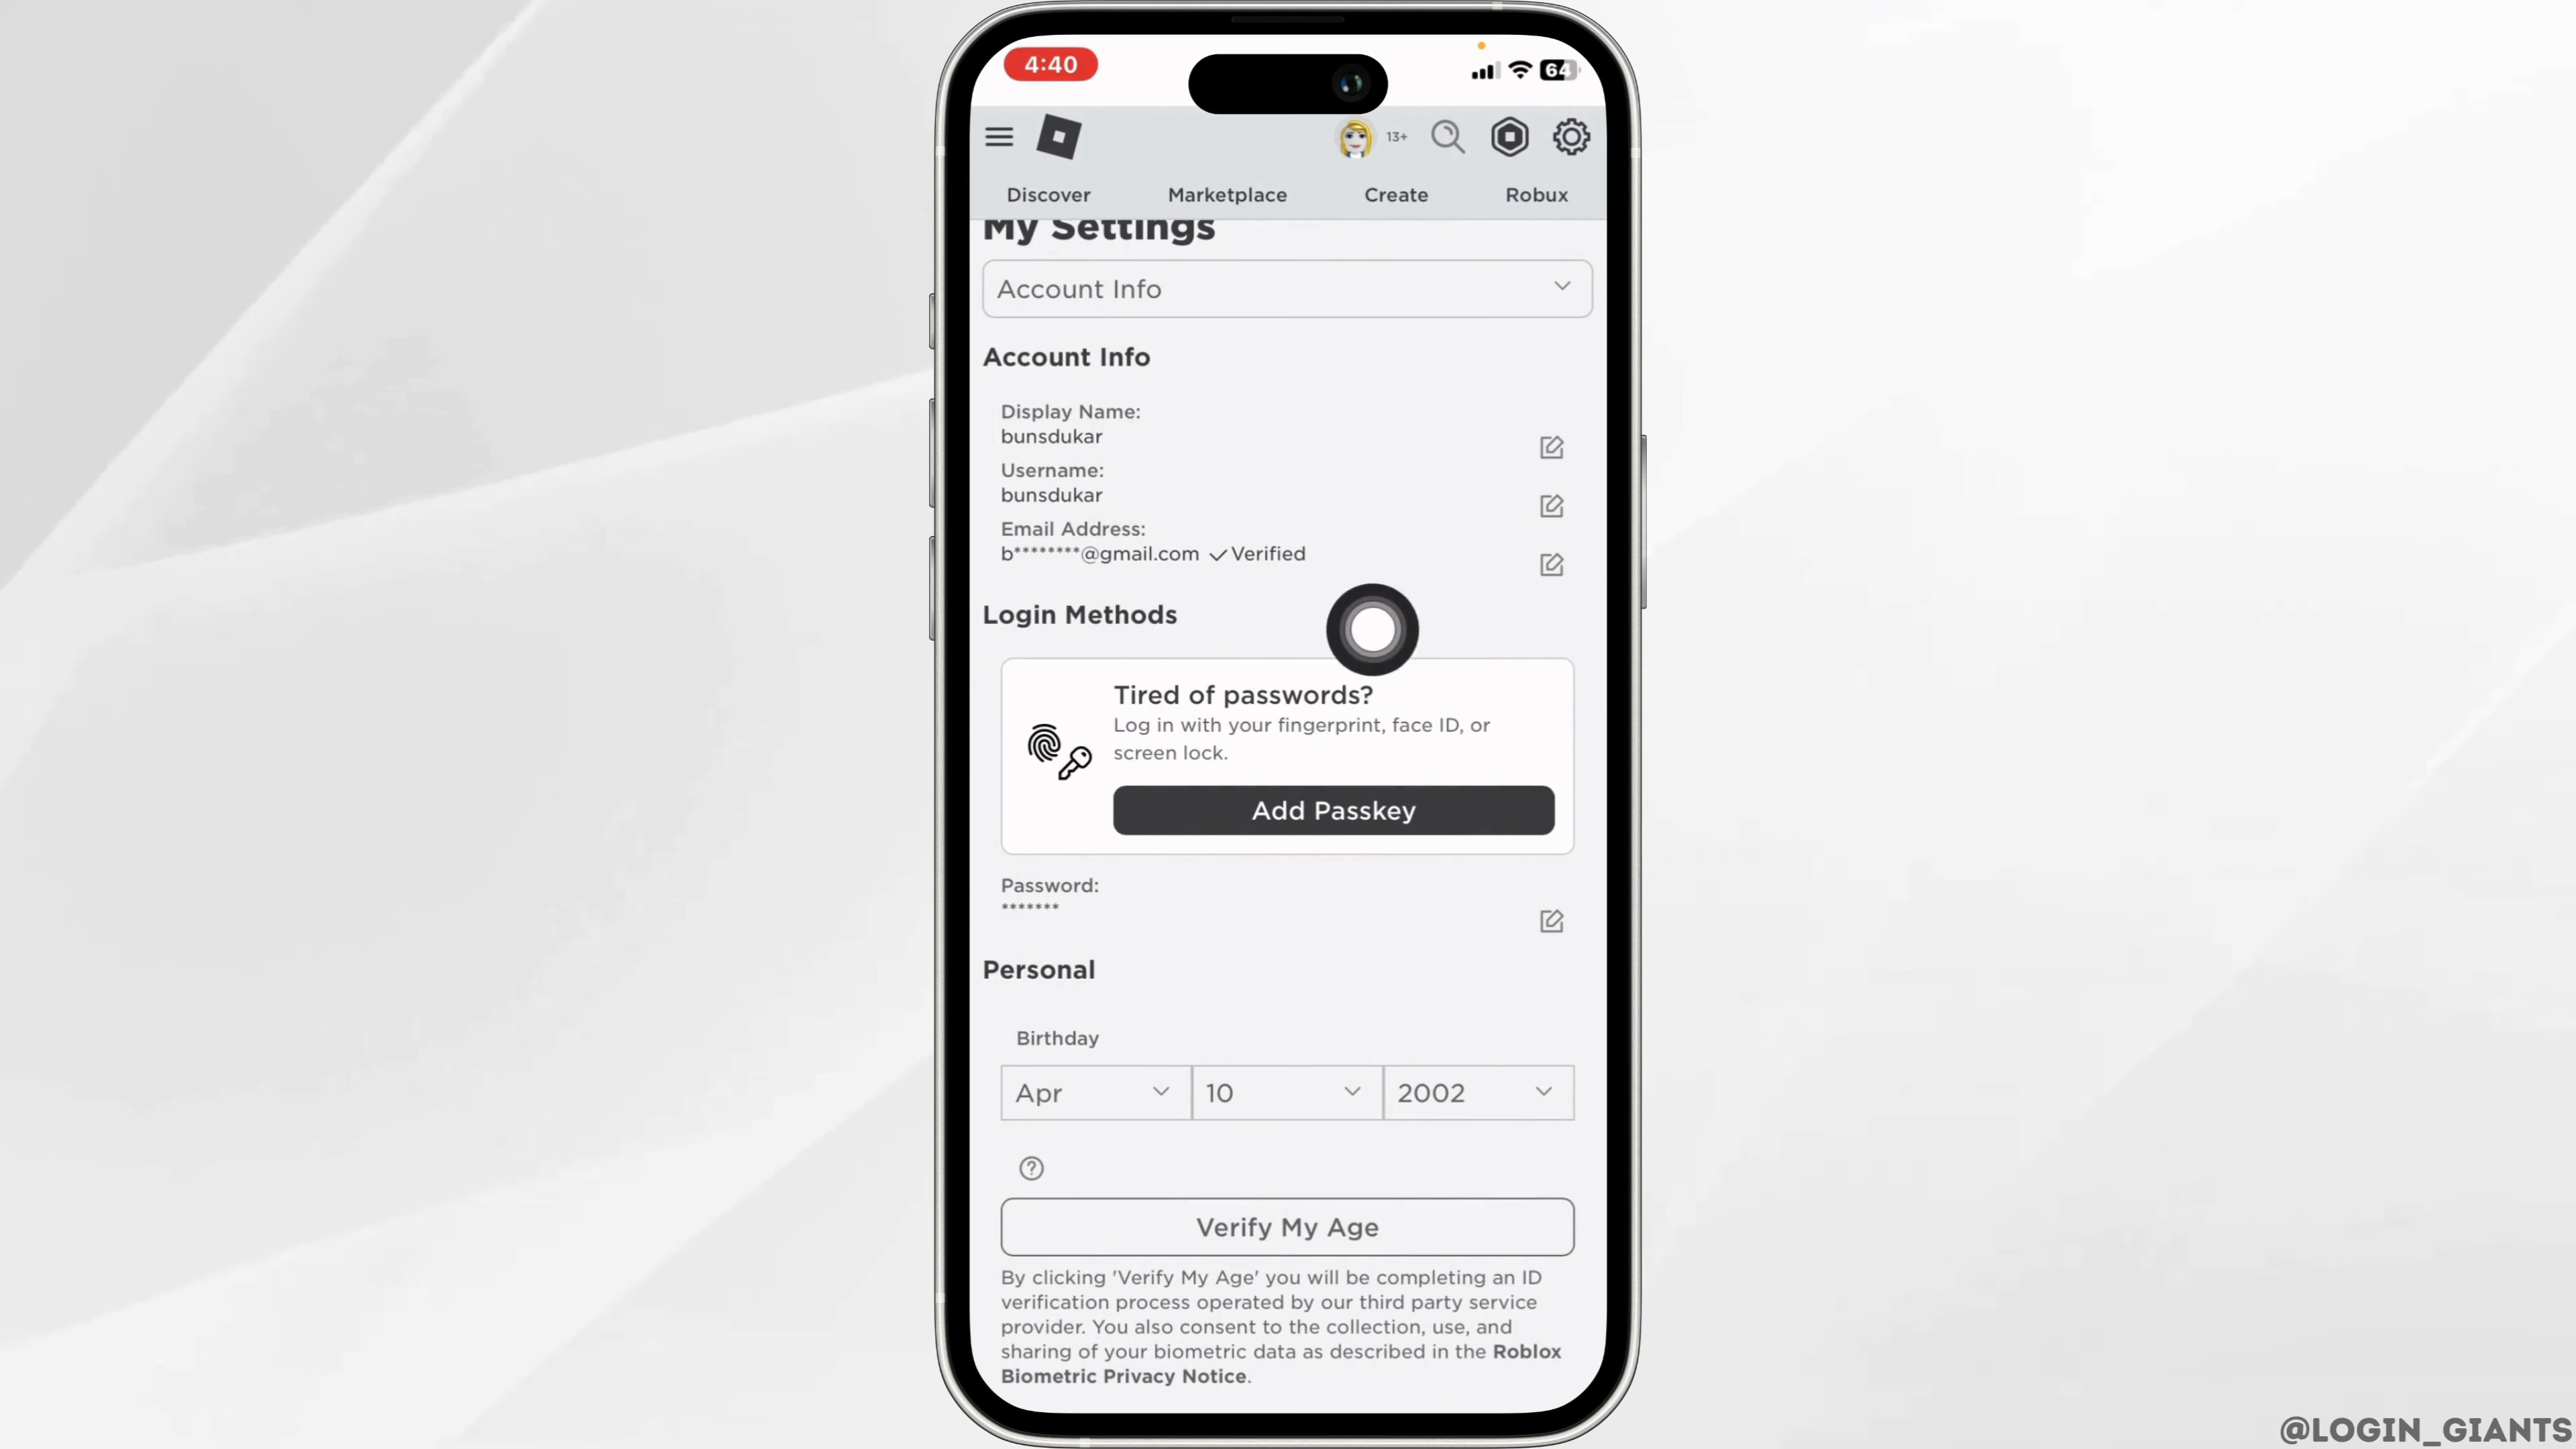 4:40
64
13+
Discover Marketplace Create Robux
My Settings
Account Info
Account Info
Display Name:
bunsdukar
Username:
bunsdukar
Email Address:
b********@gmail.com ✓Verified
Login Methods
Tired of passwords?
Log in with your fingerprint, face ID, or
screen lock.
Add Passkey
Password:
*******
Personal
Birthday
Apr 10 2002
?
Verify My Age
By clicking 'Verify My Age' you will be completing an ID
verification process operated by our third party service
provider. You also consent to the collection, use, and
sharing of your biometric data as described in the Roblox
Biometric Privacy Notice.
@LOGIN_GIANTS